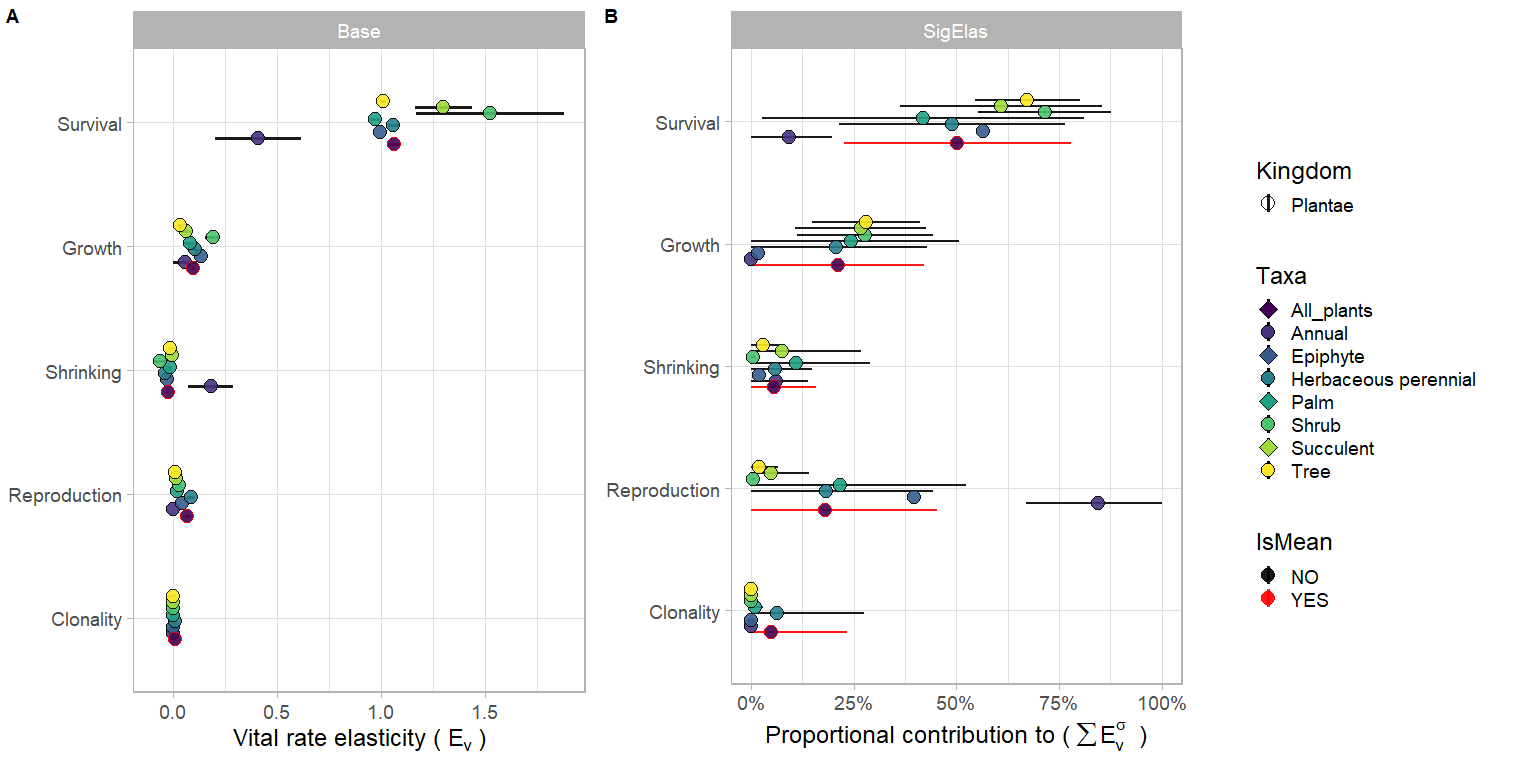 A
Base
Survival
Growth
Shrinking
Reproduction
Clonality
0.0 0.5 1.0 1.5
Vital rate elasticity ( E_v )
B
SigElas
Survival
Growth
Shrinking
Reproduction
Clonality
0% 25% 50% 75% 100%
Proportional contribution to ( ∑E_v^σ )
Kingdom
Plantae
Taxa
All_plants
Annual
Epiphyte
Herbaceous perennial
Palm
Shrub
Succulent
Tree
IsMean
NO
YES